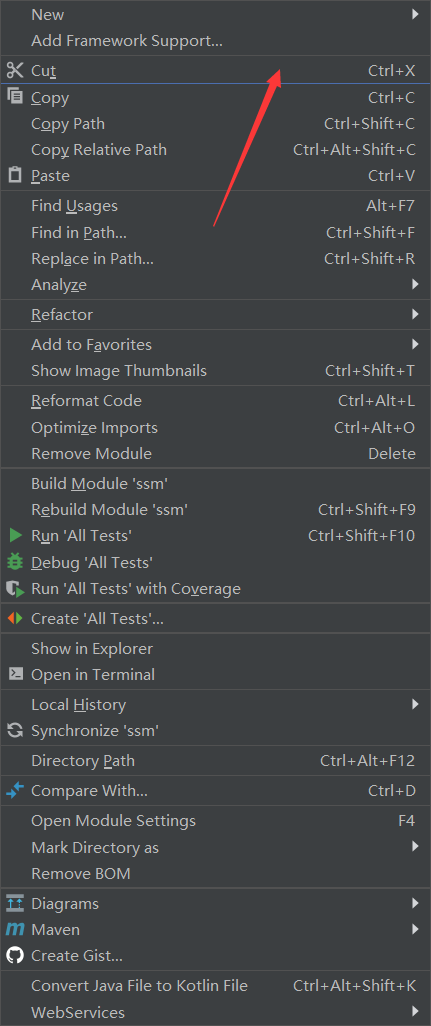 New
Add Framework Support...
Cut Ctrl+X
Copy Ctrl+C
Copy Path Ctrl+Shift+C
Copy Relative Path Ctrl+Alt+Shift+C
Paste Ctrl+V
Find Usages Alt+F7
Find in Path... Ctrl+Shift+F
Replace in Path... Ctrl+Shift+R
Analyze
Refactor
Add to Favorites
Show Image Thumbnails Ctrl+Shift+T
Reformat Code Ctrl+Alt+L
Optimize Imports Ctrl+Alt+O
Remove Module Delete
Build Module 'ssm'
Rebuild Module 'ssm' Ctrl+Shift+F9
Run 'All Tests' Ctrl+Shift+F10
Debug 'All Tests'
Run 'All Tests' with Coverage
Create 'All Tests'...
Show in Explorer
Open in Terminal
Local History
Synchronize 'ssm'
Directory Path Ctrl+Alt+F12
Compare With... Ctrl+D
Open Module Settings F4
Mark Directory as
Remove BOM
Diagrams
Maven
Create Gist...
Convert Java File to Kotlin File Ctrl+Alt+Shift+K
WebServices